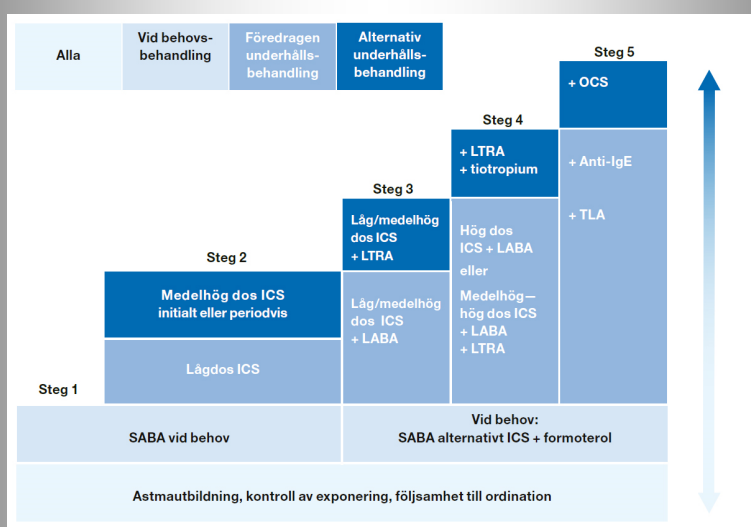 Alla
Vid behovs-
behandling
Föredragen
underhålls-
behandling
Alternativ
underhålls-
behandling
Steg 5
+ OCS
+ Anti-IgE
+ TLA
Steg 4
+ LTRA
+ tiotropium
Hög dos
ICS + LABA
eller
Medelhög—
hög dos ICS
+ LABA
+ LTRA
Steg 3
Låg/medelhög
dos ICS
+ LTRA
Låg/medelhög
dos ICS
+ LABA
Steg 2
Medelhög dos ICS
initialt eller periodvis
Lågdos ICS
Steg 1
SABA vid behov
Vid behov:
SABA alternativt ICS + formoterol
Astmautbildning, kontroll av exponering, följsamhet till ordination